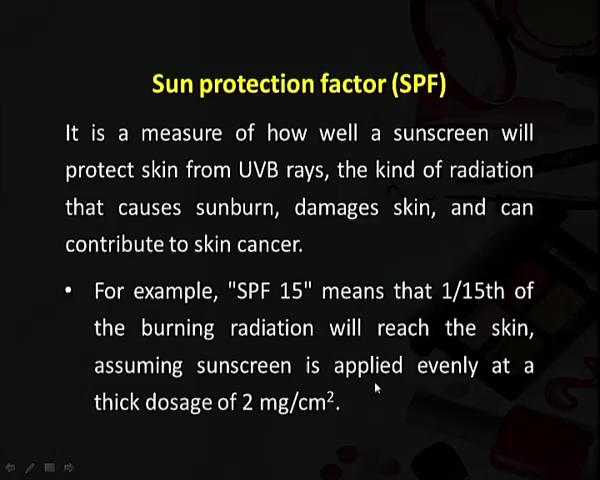 Sun protection factor (SPF)
It is a measure of how well a sunscreen will
protect skin from UVB rays, the kind of radiation
that causes sunburn, damages skin, and can
contribute to skin cancer.
• For example, "SPF 15" means that 1/15th of
the burning radiation will reach the skin,
assuming sunscreen is applied evenly at a
thick dosage of 2 mg/cm².